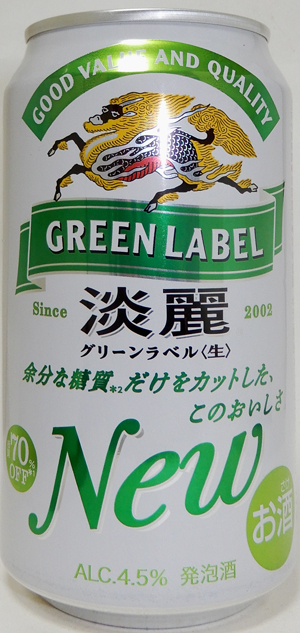 GOOD VALUE AND QUALITY
GREEN LABEL
Since 2002
淡麗
グリーンラベル〈生〉
余分な糖質※2だけをカットした、
このおいしさ
70%
OFF※1
New
お酒
ALC.4.5% 発泡酒